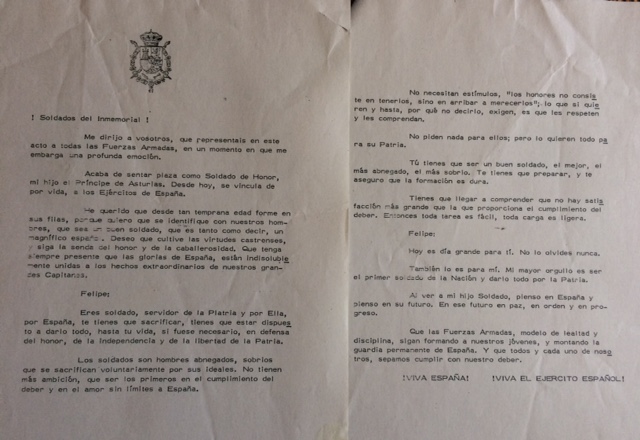 ! Soldados del Inmemorial !
Me dirijo a vosotros, que representais en este
acto a todas las Fuerzas Armadas, en un momento en que me
embarga una profunda emoción.
Acaba de sentar plaza como Soldado de Honor,
mi hijo el Príncipe de Asturias. Desde hoy, se vincula de
por vida, a los Ejércitos de España.
He querido que desde tan temprana edad forme en
sus filas, porque quiero que se identifique con nuestros hom-
bres, que sea un buen soldado, que es tanto como decir, un
magnífico español. Deseo que cultive las virtudes castrenses,
y siga la senda del honor y de la caballerosidad. Que tenga
siempre presente que las glorias de España, están indisoluble
mente unidas a los hechos extraordinarios de nuestros gran-
des Capitanes.
Felipe:
Eres soldado, servidor de la Platria y por Ella,
por España, te tienes que sacrificar, tienes que estar dispues
to a darlo todo, hasta tu vida, si fuese necesario, en defensa
del honor, de la Independencia y de la libertad de la Patria.
Los soldados son hombres abnegados, sobrios
que se sacrifican voluntariamente por sus ideales. No tienen
más ambición, que ser los primeros en el cumplimiento del
deber y en el amor sin límites a España.
No necesitan estímulos, "los honores no consis
te en tenerlos, sino en arribar a merecerlos"; lo que si quie
ren y hasta, por qué no decirlo, exigen, es que les respeten
y les comprendan.
No piden nada para ellos; pero lo quieren todo pa
ra su Patria.
Tú tienes que ser un buen soldado, el mejor, el
más abnegado, el más sobrio. Te tienes que preparar, y te
aseguro que la formación es dura.
Tienes que llegar a comprender que no hay satis
facción más grande que la que proporciona el cumplimiento del
deber. Entonces toda tarea es fácil, toda carga es ligera.
Felipe:
Hoy es día grande para tí. No lo olvides nunca.
También lo es para mi. Mi mayor orgullo es ser
el primer soldado de la Nación y darlo todo por la Patria.
Al ver a mi hijo Soldado, pienso en España y
pienso en su futuro. En ese futuro en paz, en orden y en pro-
greso.
Que las Fuerzas Armadas, modelo de lealtad y
disciplina, sigan formando a nuestros jóvenes, y montando la
guardia permanente de España. Y que todos y cada uno de noso
tros, sepamos cumplir con nuestro deber.
!VIVA ESPAÑA! !VIVA EL EJERCITO ESPAÑOL!